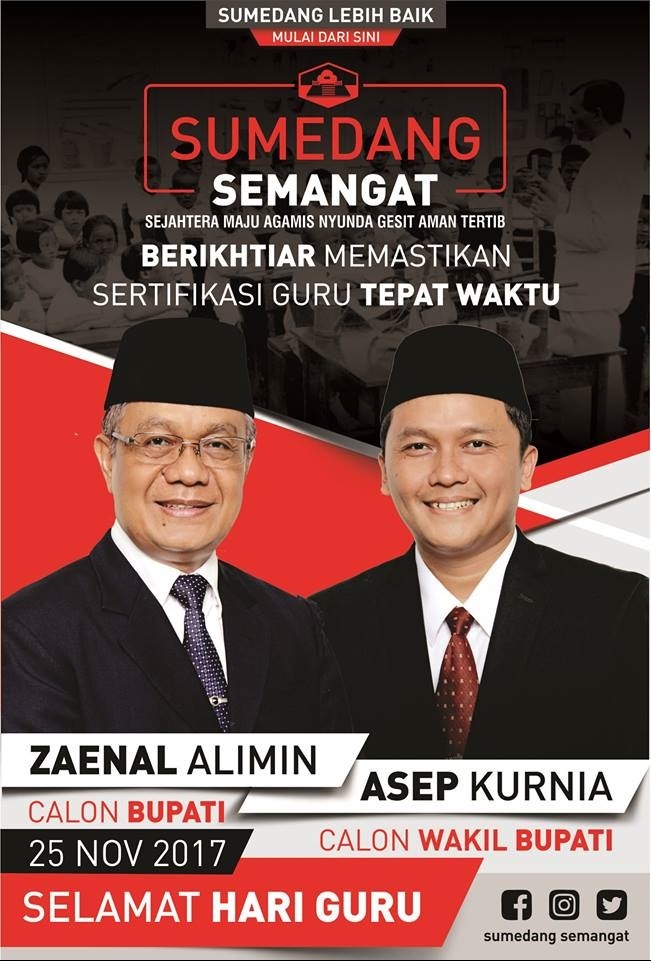 SUMEDANG LEBIH BAIK
MULAI DARI SINI
SUMEDANG
SEMANGAT
SEJAHTERA MAJU AGAMIS NYUNDA GESIT AMAN TERTIB
BERIKHTIAR MEMASTIKAN
SERTIFIKASI GURU TEPAT WAKTU
ZAENAL ALIMIN
CALON BUPATI
ASEP KURNIA
CALON WAKIL BUPATI
25 NOV 2017
SELAMAT HARI GURU
sumedang semangat